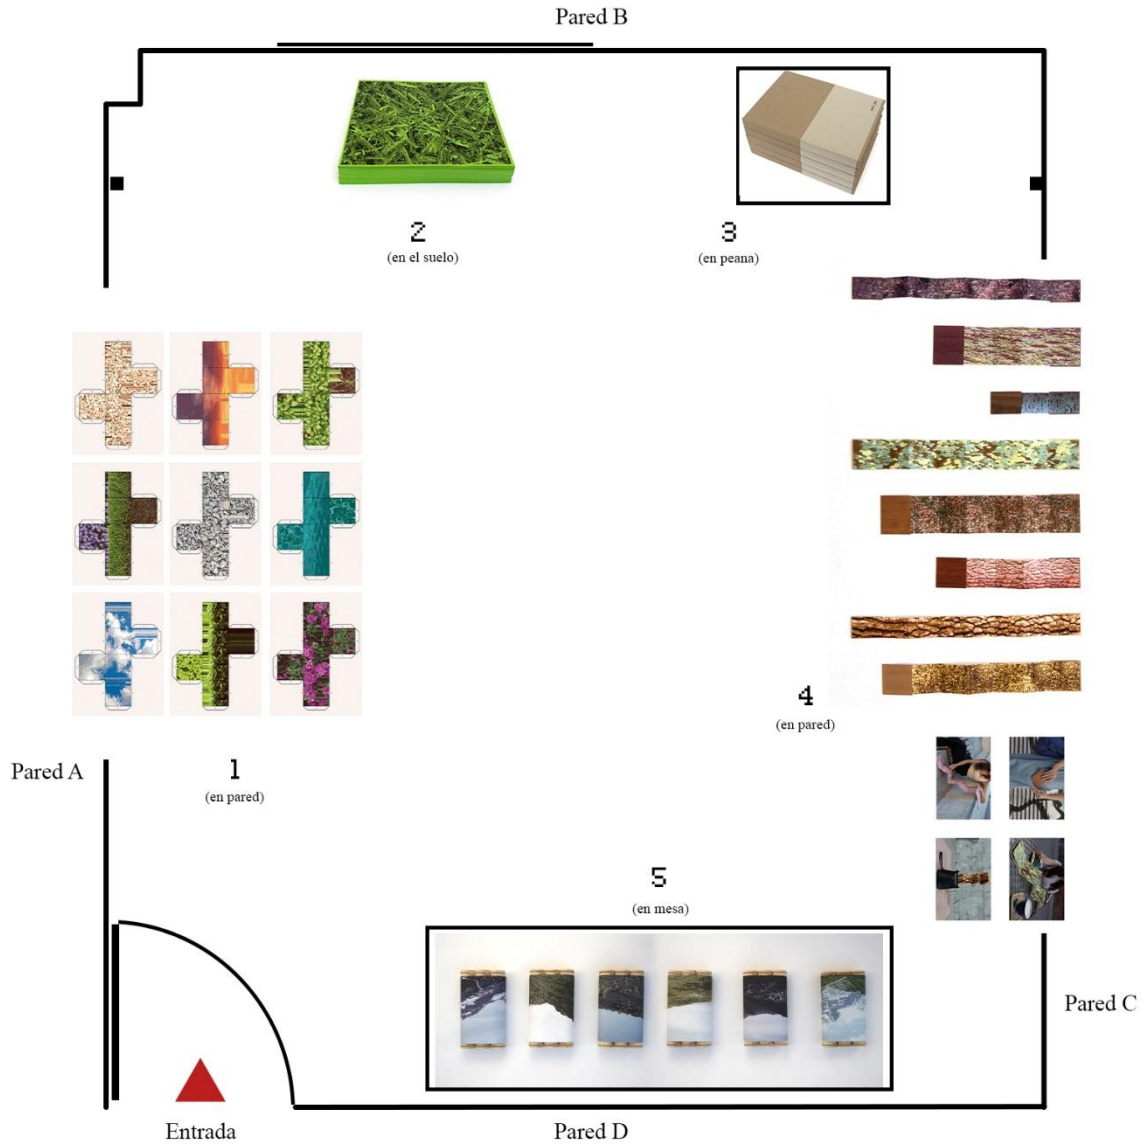 Pared B
2
(en el suelo)
3
(en peana)
4
(en pared)
Pared A
1
(en pared)
5
(en mesa)
Pared C
Entrada
Pared D